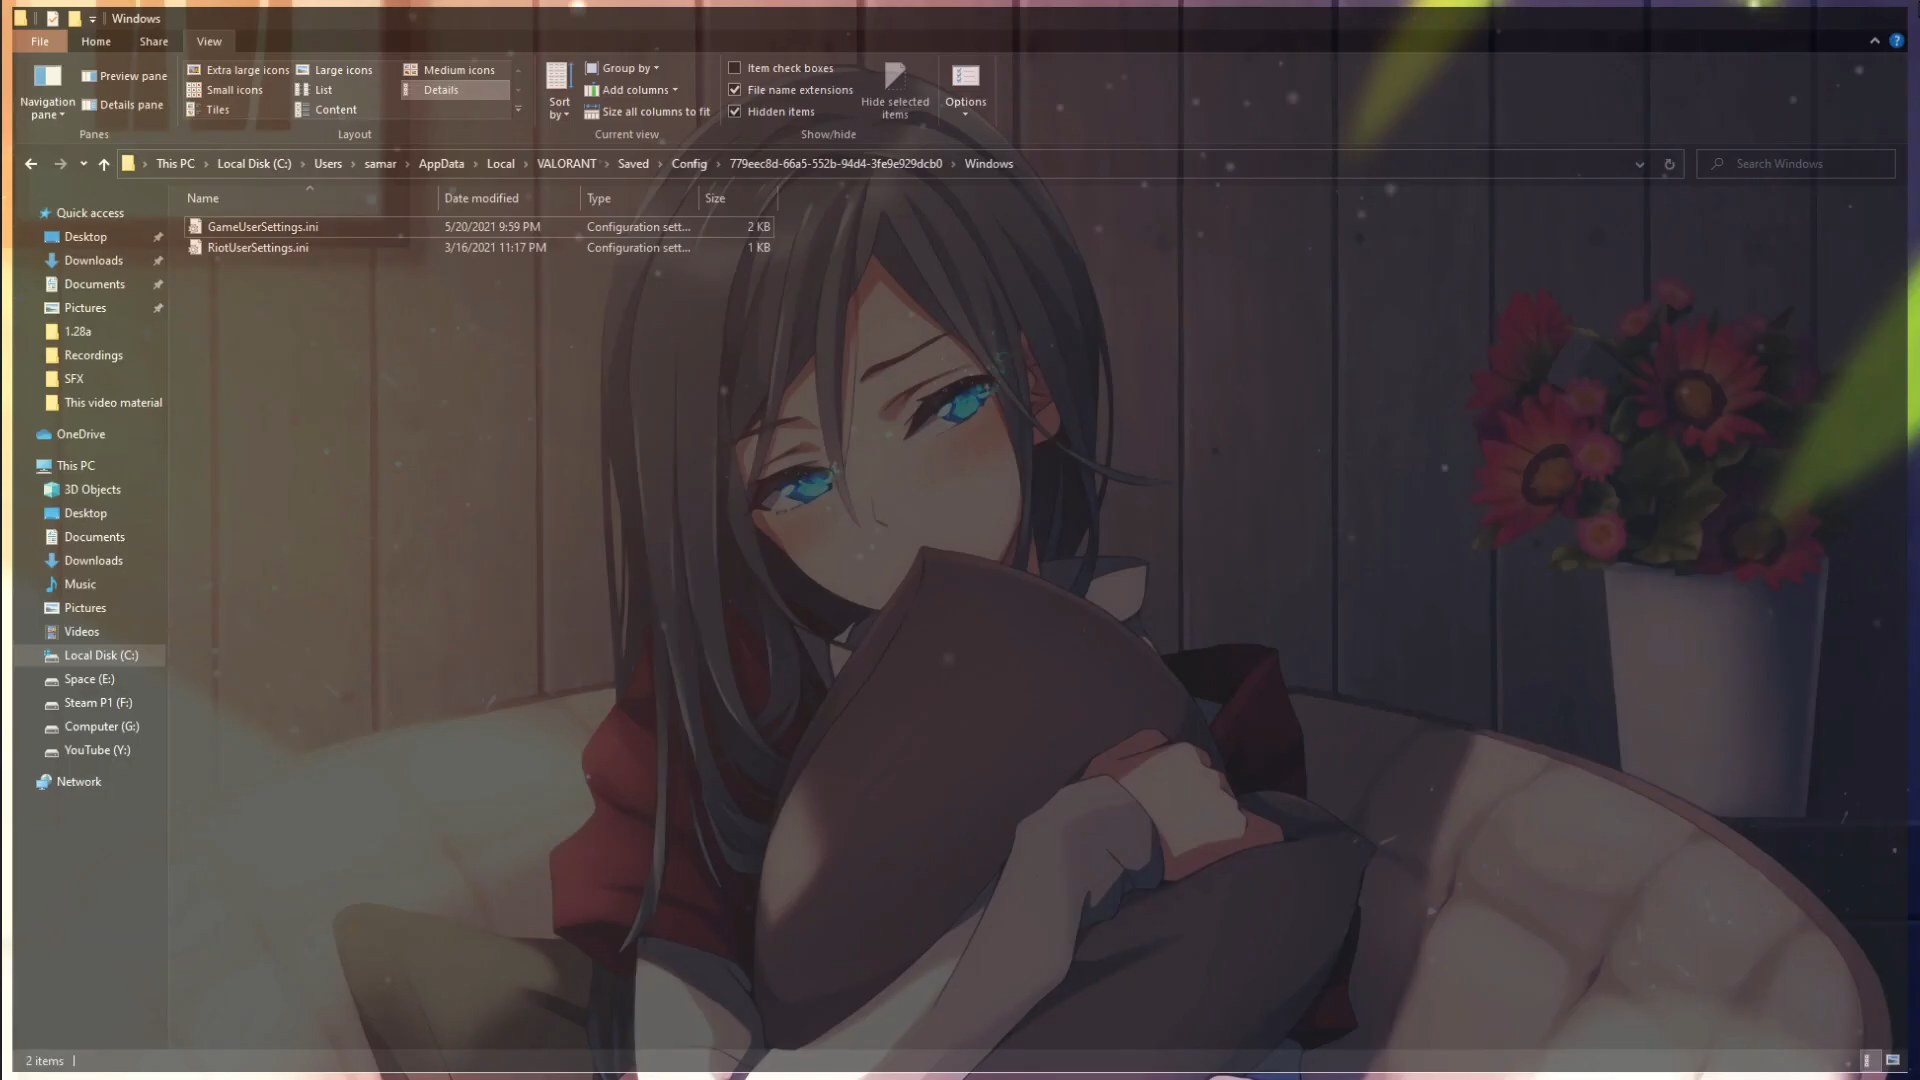 Windows
File Home Share View
Navigation pane
Preview pane
Details pane
Panes
Extra large icons Large icons Medium icons
Small icons List Details
Tiles Content
Layout
Sort by
Group by
Add columns
Size all columns to fit
Current view
Item check boxes
File name extensions
Hidden items
Hide selected items
Show/hide
Options
This PC › Local Disk (C:) › Users › samar › AppData › Local › VALORANT › Saved › Config › 779eec8d-66a5-552b-94d4-3fe9e929dcb0 › Windows
Search Windows
Name Date modified Type Size
GameUserSettings.ini 5/20/2021 9:59 PM Configuration sett... 2 KB
RiotUserSettings.ini 3/16/2021 11:17 PM Configuration sett... 1 KB
Quick access
Desktop
Downloads
Documents
Pictures
1.28a
Recordings
SFX
This video material
OneDrive
This PC
3D Objects
Desktop
Documents
Downloads
Music
Pictures
Videos
Local Disk (C:)
Space (E:)
Steam P1 (F:)
Computer (G:)
YouTube (Y:)
Network
2 items